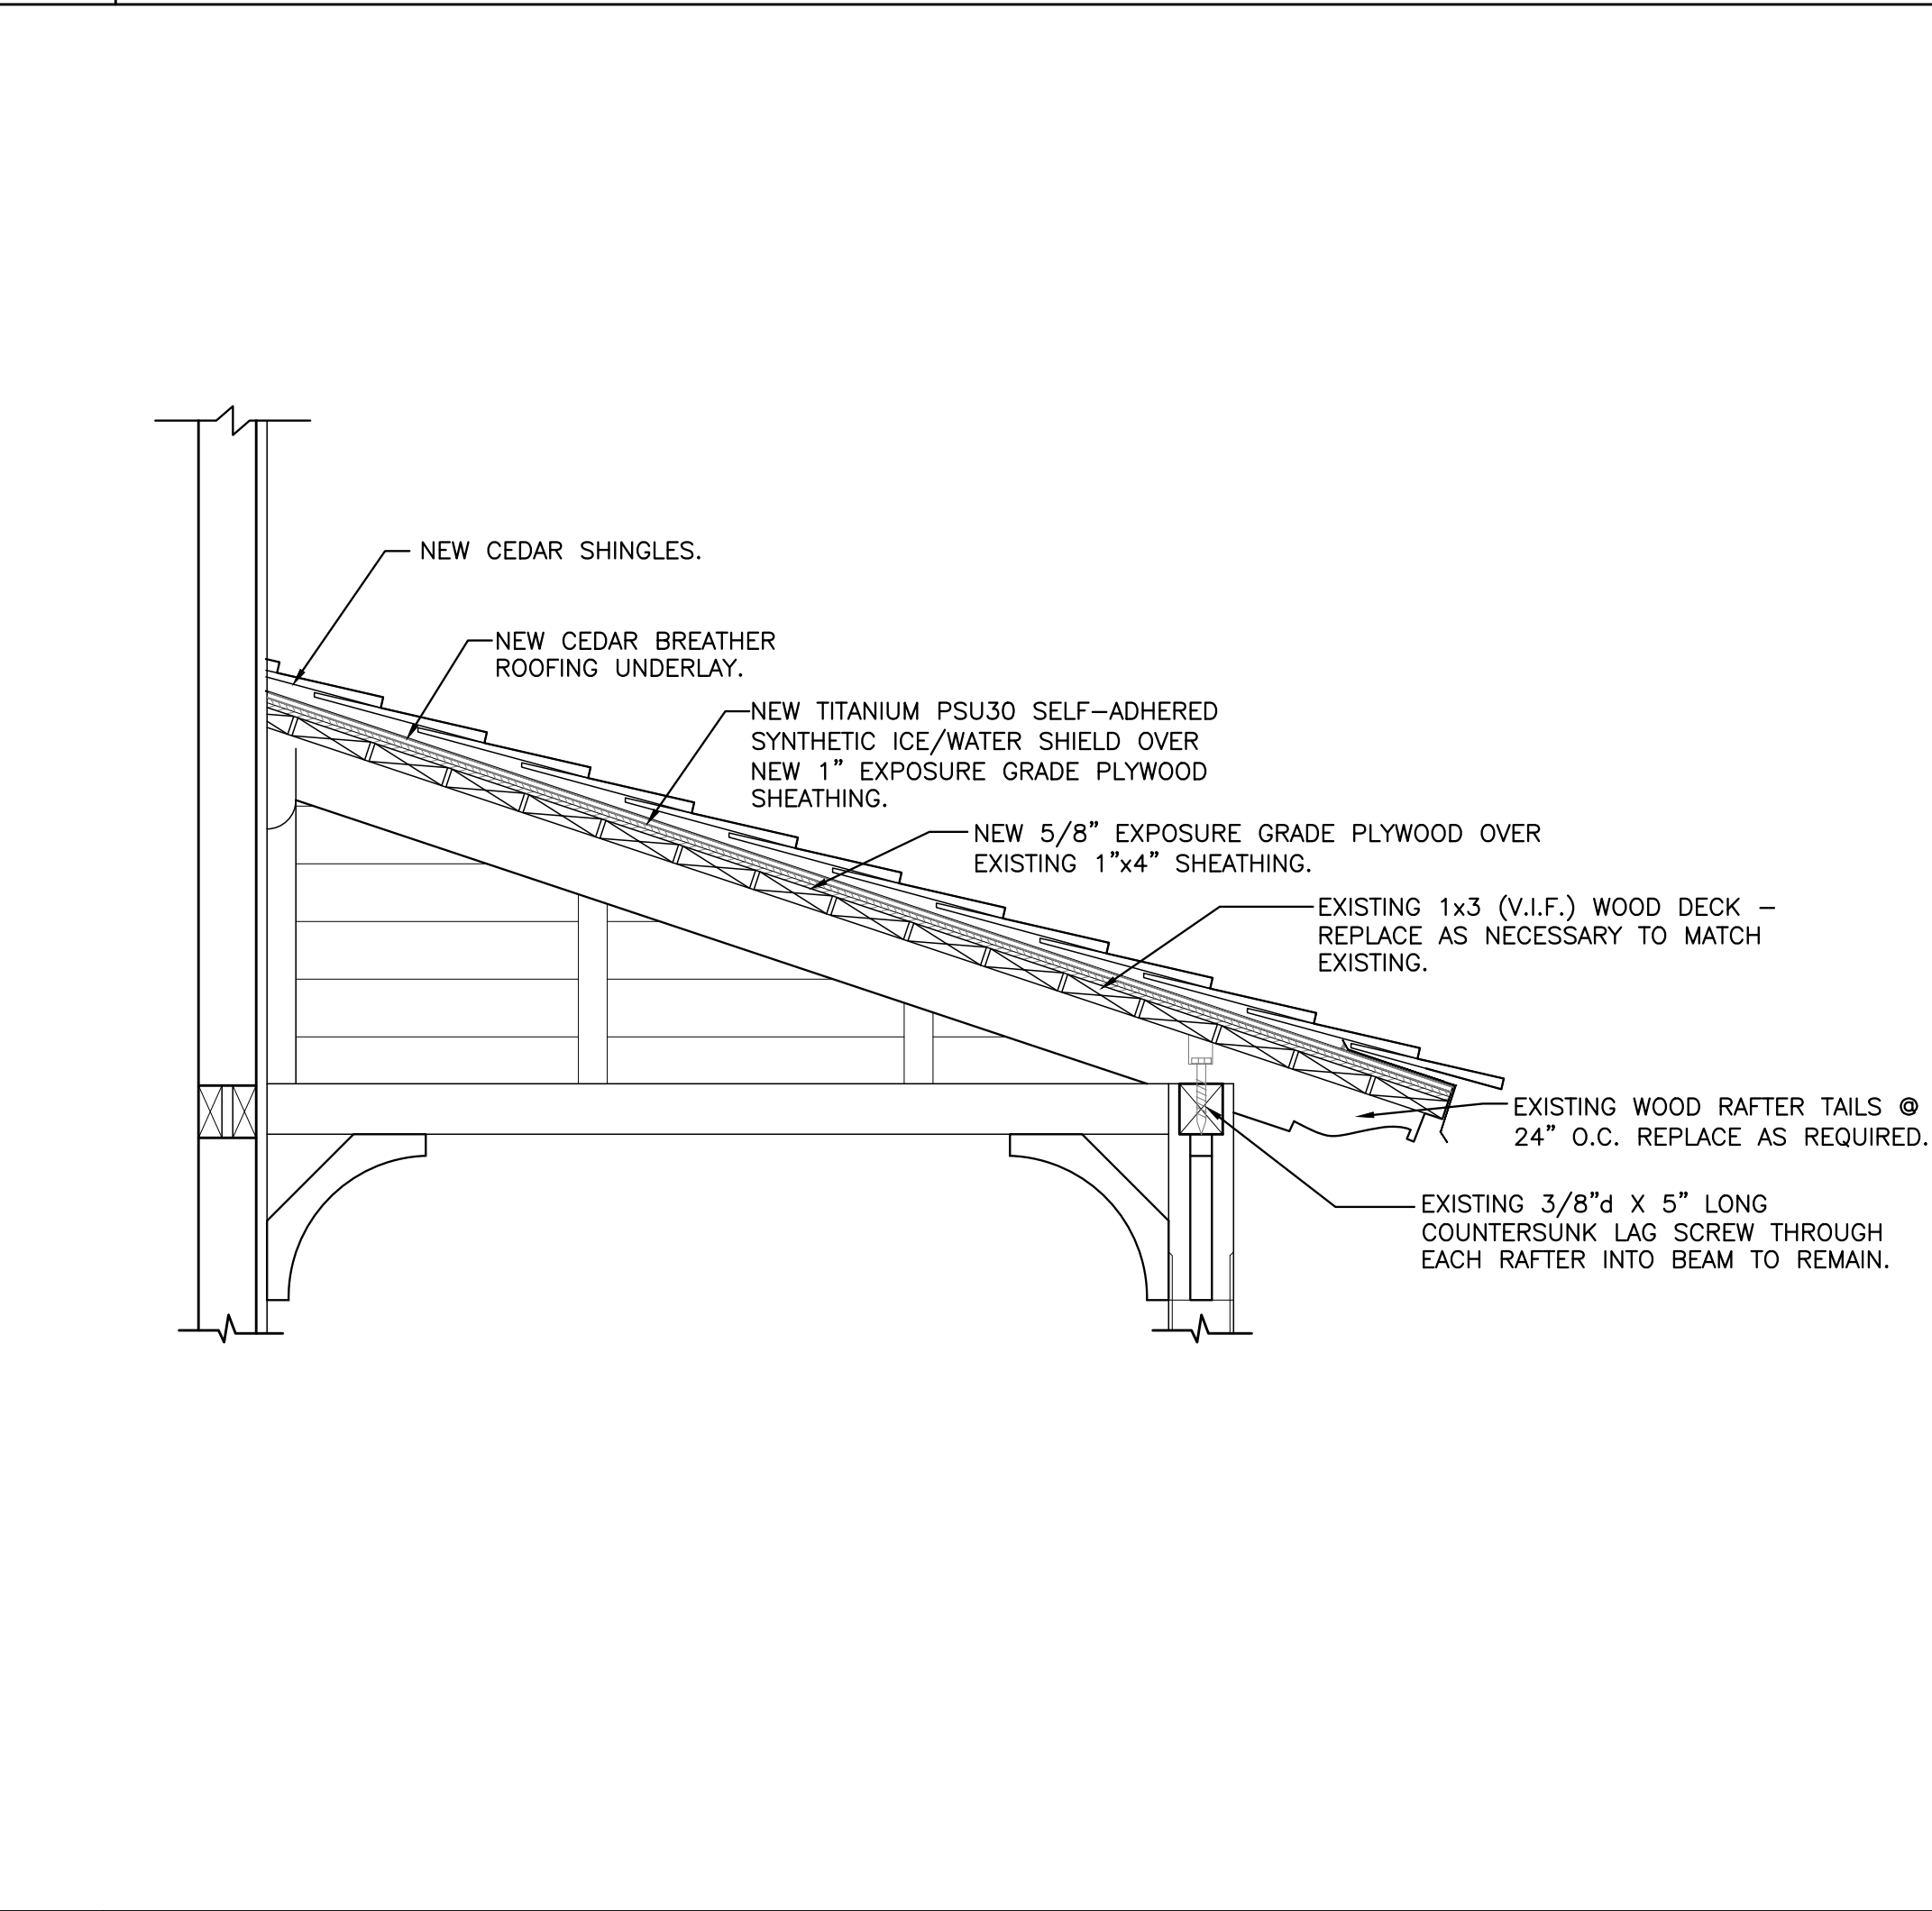 NEW CEDAR SHINGLES.
NEW CEDAR BREATHER
ROOFING UNDERLAY.
NEW TITANIUM PSU30 SELF-ADHERED
SYNTHETIC ICE/WATER SHIELD OVER
NEW 1" EXPOSURE GRADE PLYWOOD
SHEATHING.
NEW 5/8" EXPOSURE GRADE PLYWOOD OVER
EXISTING 1"x4" SHEATHING.
EXISTING 1x3 (V.I.F.) WOOD DECK -
REPLACE AS NECESSARY TO MATCH
EXISTING.
EXISTING WOOD RAFTER TAILS @
24" O.C. REPLACE AS REQUIRED.
EXISTING 3/8"d X 5" LONG
COUNTERSUNK LAG SCREW THROUGH
EACH RAFTER INTO BEAM TO REMAIN.